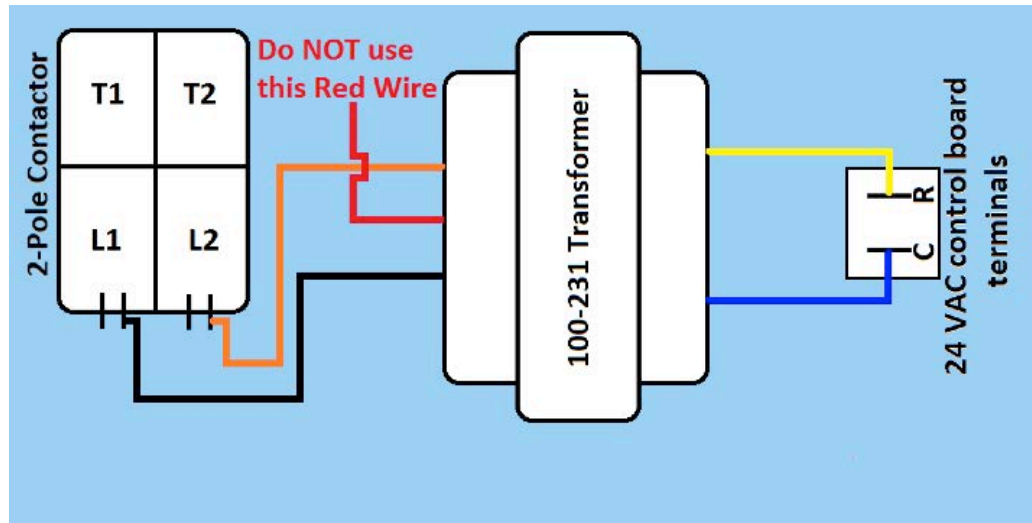 2-Pole Contactor
T1
T2
L1
L2
Do NOT use
this Red Wire
100-231 Transformer
R
C
24 VAC control board
terminals